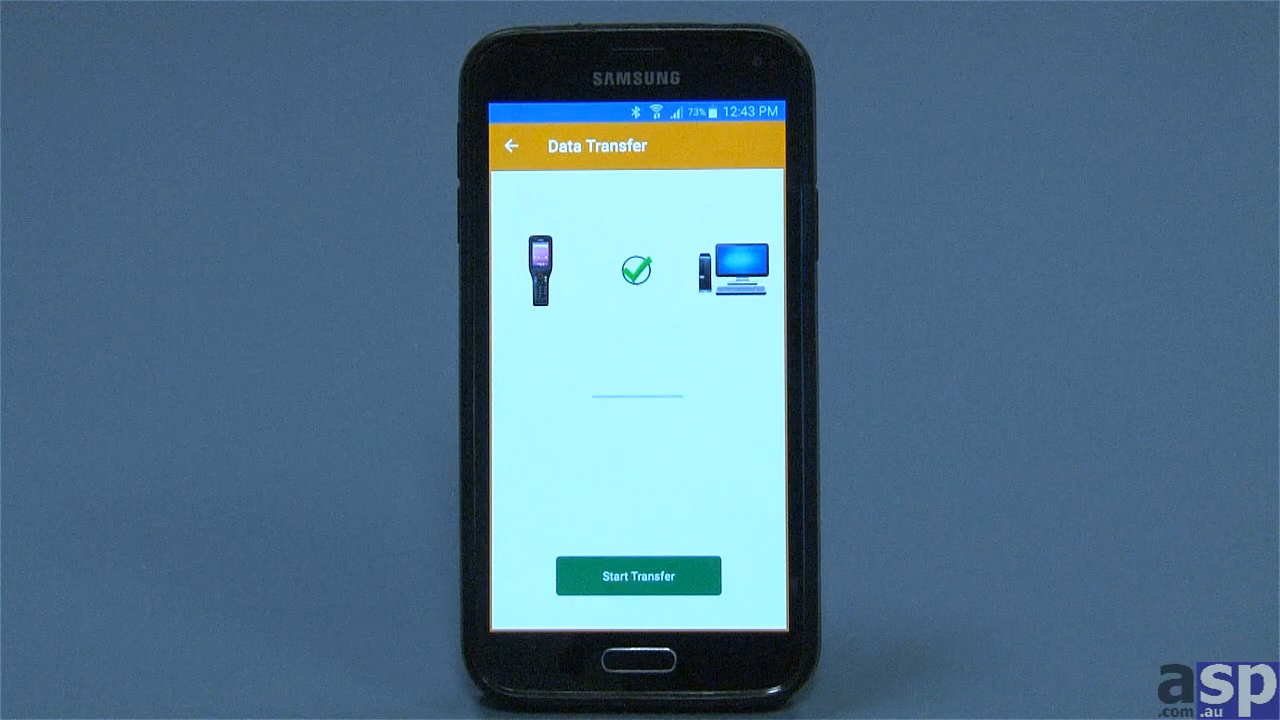 SAMSUNG
73% 12:43 PM
Data Transfer
Start Transfer
asp
.com.au